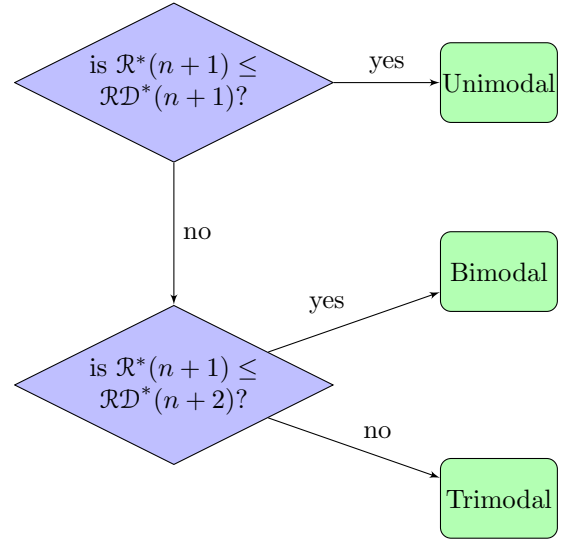 is ℛ*(n + 1) ≤
ℛ𝒟*(n + 1)?
yes
Unimodal
no
is ℛ*(n + 1) ≤
ℛ𝒟*(n + 2)?
yes
Bimodal
no
Trimodal